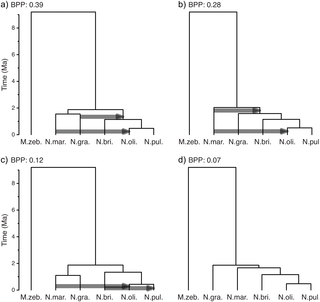 a) BPP: 0.39
8
6
4
2
0
Time (Ma)
M.zeb. N.mar. N.gra. N.bri. N.oli. N.pul.
b) BPP: 0.28
M.zeb. N.mar. N.gra. N.bri. N.oli. N.pul.
c) BPP: 0.12
8
6
4
2
0
Time (Ma)
M.zeb. N.mar. N.gra. N.bri. N.oli. N.pul.
d) BPP: 0.07
M.zeb. N.gra. N.mar. N.bri. N.oli. N.pul.